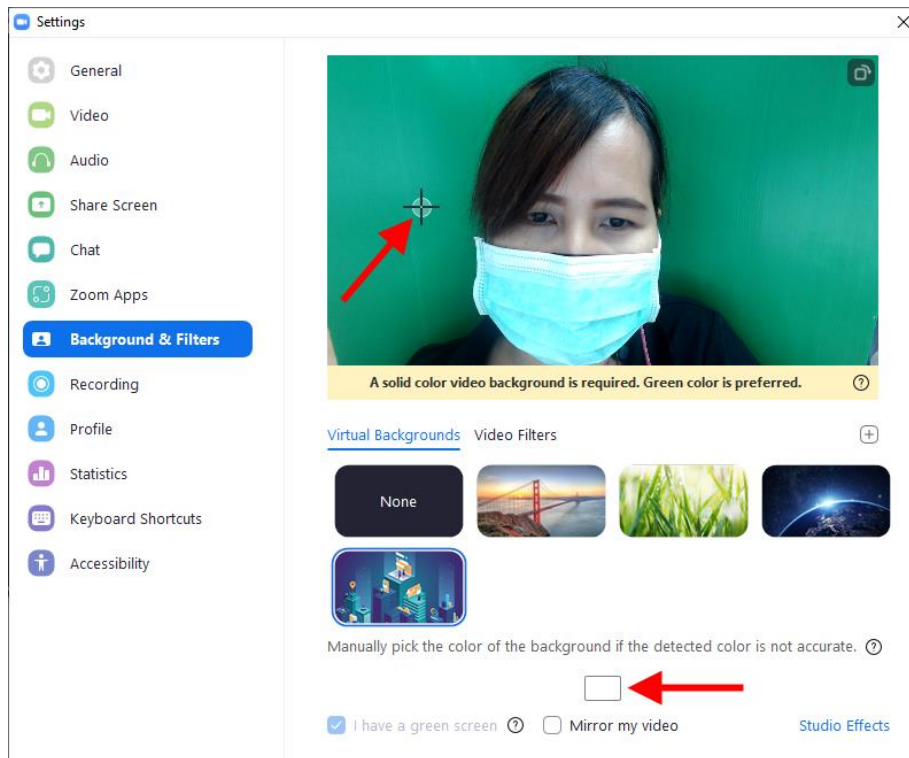 Settings
General
Video
Audio
Share Screen
Chat
Zoom Apps
Background & Filters
Recording
Profile
Statistics
Keyboard Shortcuts
Accessibility
A solid color video background is required. Green color is preferred.
Virtual Backgrounds Video Filters
None
Manually pick the color of the background if the detected color is not accurate.
I have a green screen Mirror my video Studio Effects